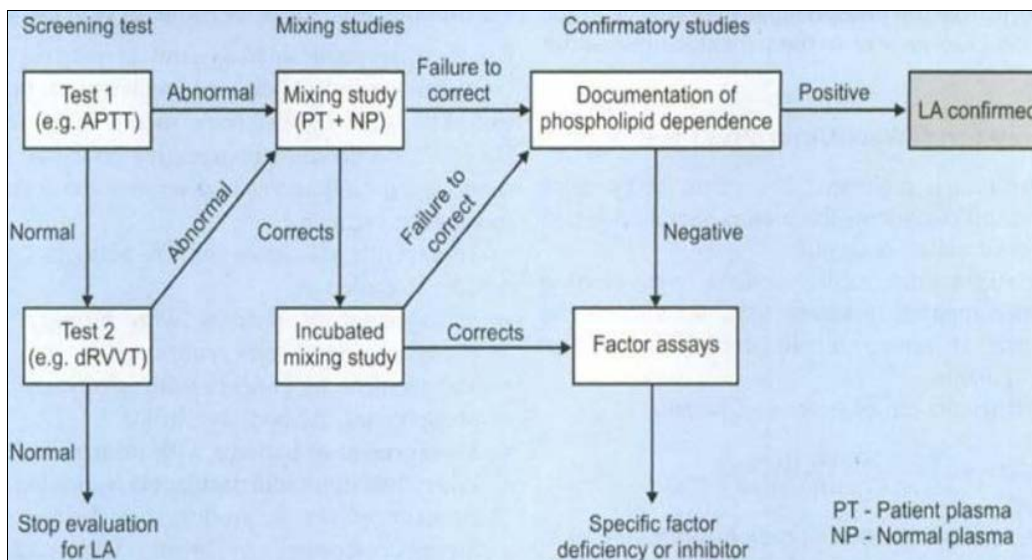 Screening test
Mixing studies
Confirmatory studies
Test 1
(e.g. APTT)
Abnormal
Mixing study
(PT + NP)
Failure to
correct
Documentation of
phospholipid dependence
Positive
LA confirmed
Normal
Abnormal
Corrects
Failure to
correct
Negative
Test 2
(e.g. dRVVT)
Incubated
mixing study
Corrects
Factor assays
Normal
Stop evaluation
for LA
Specific factor
deficiency or inhibitor
PT - Patient plasma
NP - Normal plasma